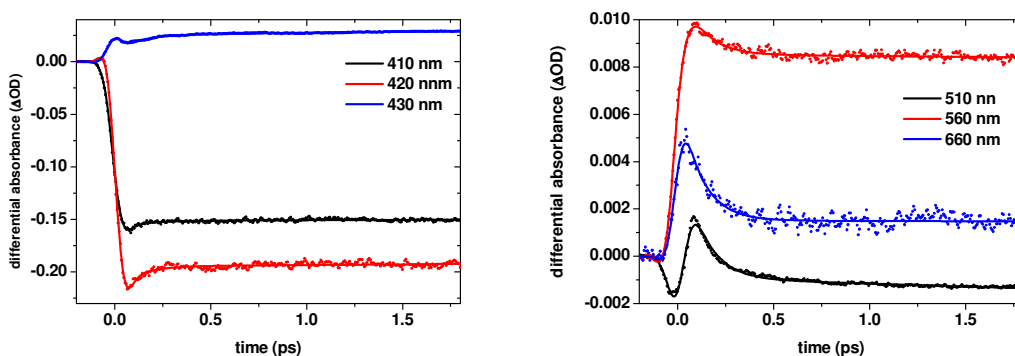 differential absorbance (ΔOD)
0.00
-0.05
-0.10
-0.15
-0.20
410 nm
420 nnm
430 nm
0.0
0.5
1.0
1.5
time (ps)
differential absorbance (ΔOD)
0.010
0.008
0.006
0.004
0.002
0.000
-0.002
510 nn
560 nm
660 nm
0.0
0.5
1.0
1.5
time (ps)